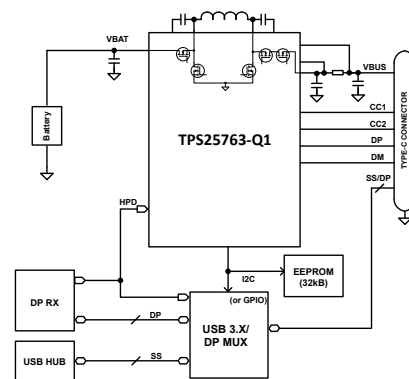 VBAT
VBUS
Battery
TPS25763-Q1
CC1
CC2
DP
DM
SS/DP
TYPE-C CONNECTOR
HPD
I2C
EEPROM
(32kB)
(or GPIO)
DP RX
DP
USB 3.X/
DP MUX
USB HUB
SS